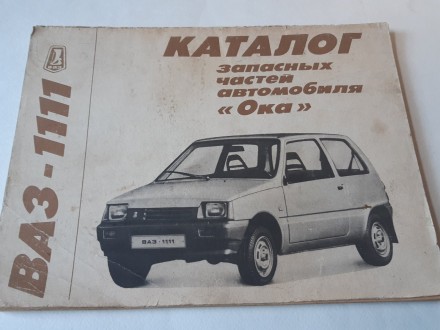 ВАЗ-1111
КАТАЛОГ
запасных
частей
автомобиля
«Ока»
ВАЗ-1111